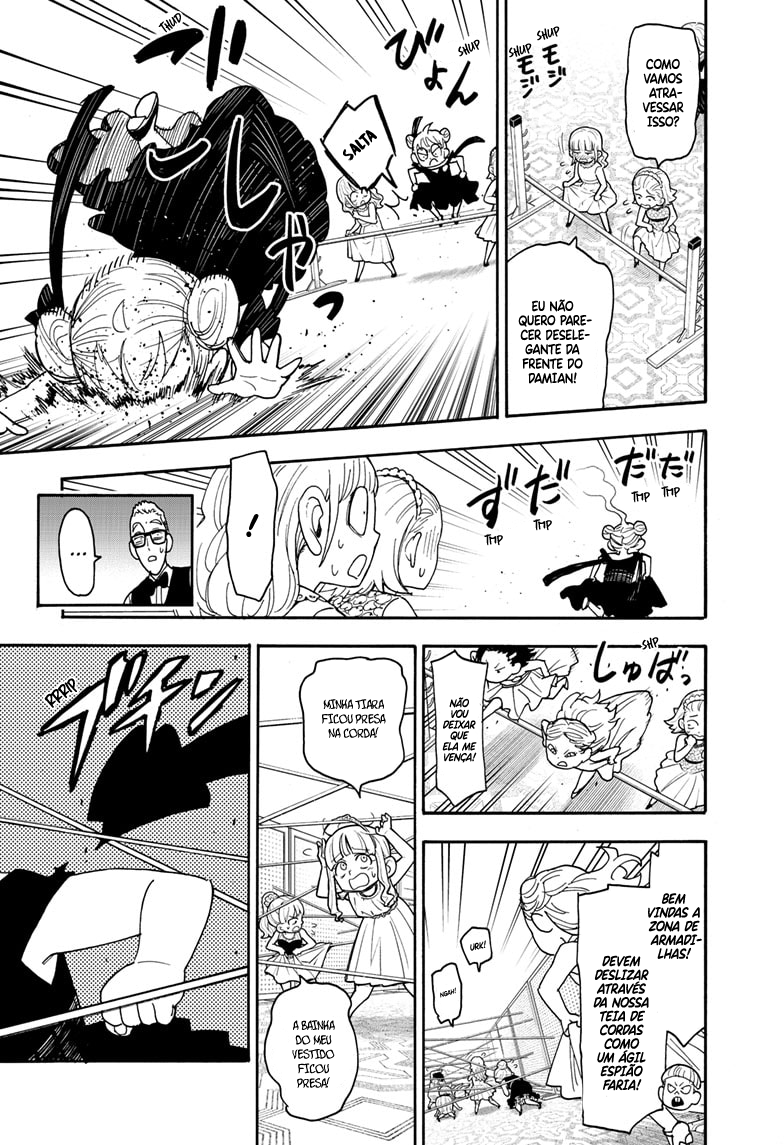 SHUP
SHUP
モジ
モジ
COMO
VAMOS
ATRA-
VESSAR
ISSO?
EU NÃO
QUERO PARE-
CER DESELE-
GANTE DA
FRENTE DO
DAMIAN!
SHUP
びょん
SALTA
THUD
べしゃっ
THP
THP
だだ
THP
THP
ずだ
!
...
SHP
しゅばっ
NÃO
VOU DEIXAR
QUE
ELA ME
VENÇA!
BEM
VINDAS A
ZONA DE
ARMADI-
LHAS!
DEVEM
DESLIZAR
ATRAVÉS
DA NOSSA
TEIA DE
CORDAS
COMO
UM ÁGIL
ESPIÃO
FARIA!
URK!
NGAH!
MINHA TIARA
FICOU PRESA
NA CORDA!
A BAINHA
DO MEU
VESTIDO
FICOU
PRESA!
RRRIP
ブチン